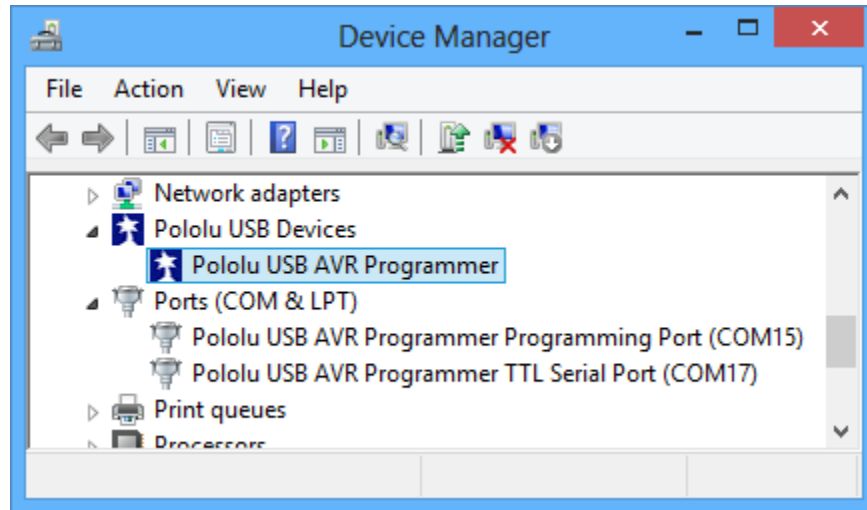 Device Manager
File Action View Help
Network adapters
Pololu USB Devices
Pololu USB AVR Programmer
Ports (COM & LPT)
Pololu USB AVR Programmer Programming Port (COM15)
Pololu USB AVR Programmer TTL Serial Port (COM17)
Print queues
Processors